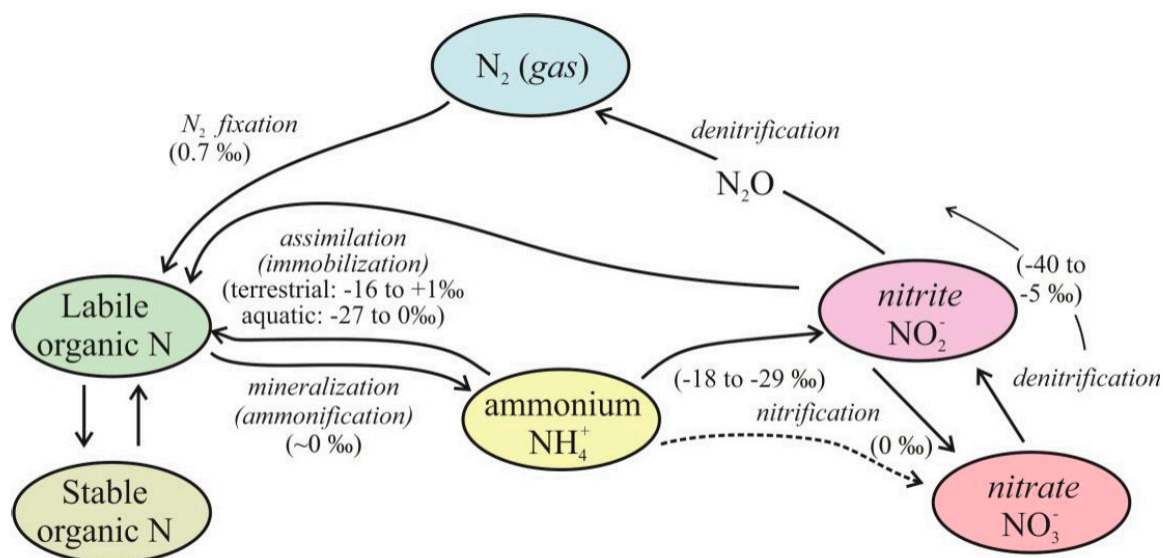 N₂ (gas)
N₂ fixation
(0.7 ‰)
denitrification
N₂O
assimilation
(immobilization)
(terrestrial: -16 to +1‰
aquatic: -27 to 0‰)
(-40 to
-5 ‰)
Labile
organic N
nitrite
NO₂⁻
mineralization
(ammonification)
(~0 ‰)
ammonium
NH₄⁺
(-18 to -29 ‰)
nitrification
(0 ‰)
denitrification
Stable
organic N
nitrate
NO₃⁻